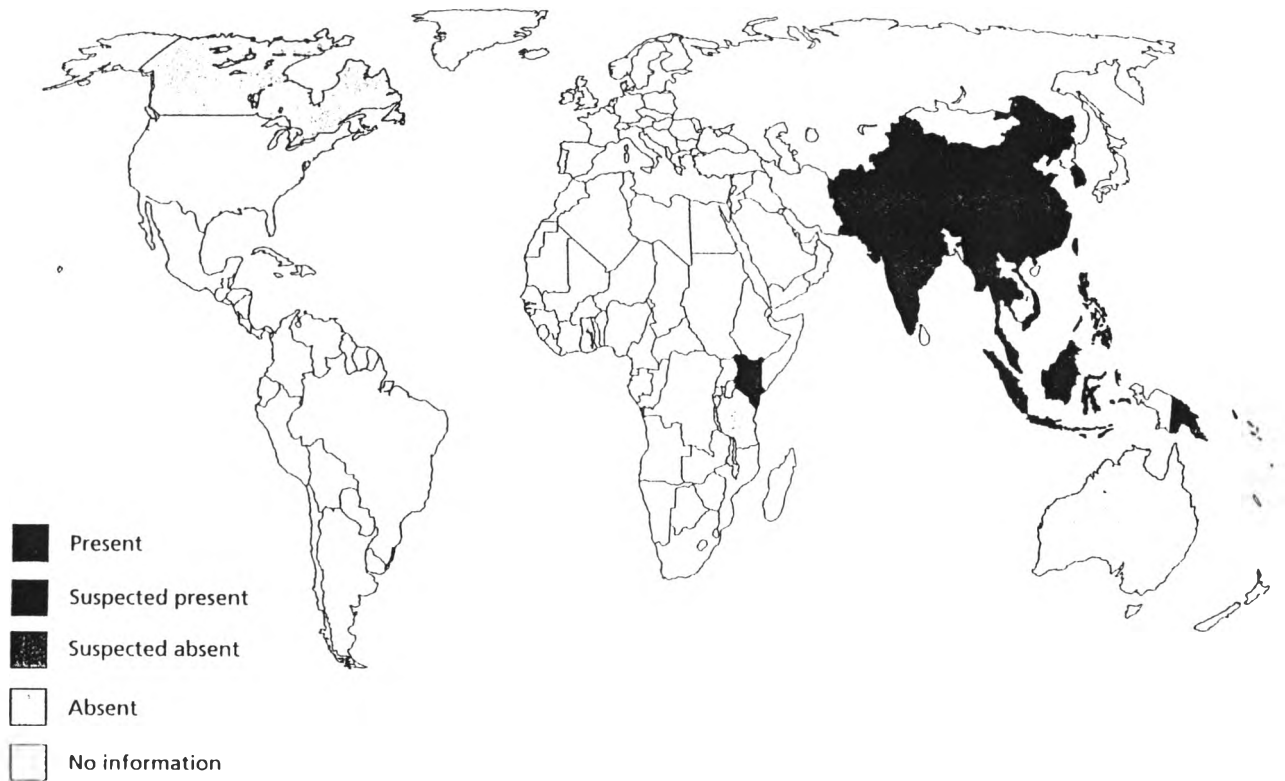 Present
Suspected present
Suspected absent
Absent
No information